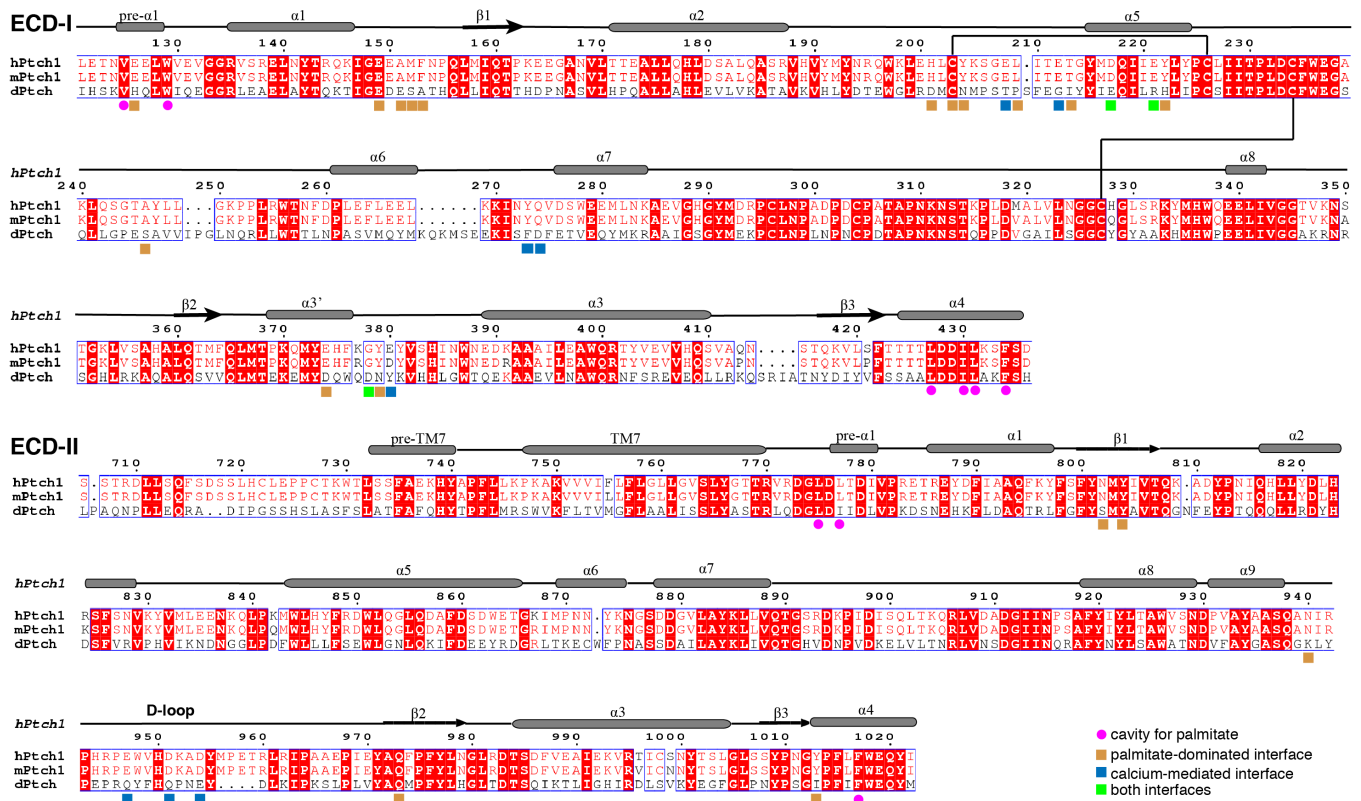 ECD-I pre-α1 α1 β1 α2 α5
130 140 150 160 170 180 190 200 210 220 230
hPtch1 LETNVEELWVEVGGRVSRELNYTRQKIGEEAMFNPQLMIQTPKEEGANVLTTEALLQHLDSALQASRVHVYMYNRQWKLEHLCYKSGEL.ITETGYMDQIIEYLYPCLIITPLDCFWEGA
mPtch1 LETNVEELWVEVGGRVSRELNYTRQKIGEEAMFNPQLMIQTPKEEGANVLTTEALLQHLDSALQASRVHVYMYNRQWKLEHLCYKSGEL.ITETGYMDQIIEYLYPCLIITPLDCFWEGA
dPtch IHSKVHQLWIQEGGRLEAELAYTQKTIGEDESATHQLLIQTTHDPNASVLHPQALLAHLEVLVKATAVKVHLYDTEWGLRDMCNMPSTPSFEGIYYIEQILRHLIPCSIITPLDCFWEGS
hPtch1 α6 α7 α8
240 250 260 270 280 290 300 310 320 330 340 350
hPtch1 KLQSGTAYLL...GKPPLRWTNFDPLEFLEEL......KKINYQVDSWEEMLNKAEVGHGYMDRPCLNPADPDCPATAPNKNSTKPLDMALVLNGGCHGLSRKYMHWQEELIVGGTVKNS
mPtch1 KLQSGTAYLL...GKPPLRWTNFDPLEFLEEL......KKINYQVDSWEEMLNKAEVGHGYMDRPCLNPADPDCPATAPNKNSTKPLDVALVLNGGCQGLSRKYMHWQEELIVGGTVKNA
dPtch QLLGPESAVVIPGLNQRLLWTTLNPASVMQYMKQKMSEEKISFDFETVEQYMKRAAIGSGYMEKPCLNPLNPNCPDTAPNKNSTQPPDVGAILSGGCYGYAAKHMHWPEELIVGGAKRNR
hPtch1 β2 α3’ α3 β3 α4
360 370 380 390 400 410 420 430
hPtch1 TGKLVSAHALQTMFQLMTPKQMYEHFKGYEYVSHINWNEDKAAAILEAWQRTYVEVVHQSVAQN....STQKVLSFTTTTLDDILKSFSD
mPtch1 TGKLVSAHALQTMFQLMTPKQMYEHFRGYDYVSHINWNEDRAAAILEAWQRTYVEVVHQSVAPN....STQKVLPFTTTTLDDILKSFSD
dPtch SGHLRKAQALQSVVQLMTEKEMYDQWQDNYKVHHLGWTQEKAAEVLNAWQRNFSREVEQLLRKQSRIATNYDIYVFSSAALDDILAKFSH
ECD-II pre-TM7 TM7 pre-α1 α1 β1 α2
710 720 730 740 750 760 770 780 790 800 810 820
hPtch1 S.STRDLLSQFSDSSLHCLEPPCTKWTLSSFAEKHYAPFLLKPKAKVVVIFLFLGLLGVSLYGTTRVRDGLDLTDIVPRETREYDFIAAQFKYFSFYNMYIVTQK.ADYPNIQHLLYDLH
mPtch1 S.STRDLLSQFSDSSLHCLEPPCTKWTLSSFAEKHYAPFLLKPKAKVVVILLFLGLLGVSLYGTTRVRDGLDLTDIVPRETREYDFIAAQFKYFSFYNMYIVTQK.ADYPNIQHLLYDLH
dPtch LPAQNPLLEQRA..DIPGSSHSLASFSLATFAFQHYTPFLMRSWVKFLTVMGFLAALISSLYASTRLQDGLDIIDLVPKDSNEHKFLDAQTRLFGFYSMYAVTQGNFEYPTQQQLLRDYH
hPtch1 α5 α6 α7 α8 α9
830 840 850 860 870 880 890 900 910 920 930 940
hPtch1 RSFSNVKYVMLEENKQLPKMWLHYFRDWLQGLQDAFDSDWETGKIMPNN.YKNGSDDGVLAYKLLVQTGSRDKPIDISQLTKQRLVDADGIINPSAFYIYLTAWVSNDPVAYAASQANIR
mPtch1 KSFSNVKYVMLEENKQLPQMWLHYFRDWLQGLQDAFDSDWETGRIMPNN.YKNGSDDGVLAYKLLVQTGSRDKPIDISQLTKQRLVDADGIINPSAFYIYLTAWVSNDPVAYAASQANIR
dPtch DSFVRVPHVIKNDNGGLPDFWLLLFSEWLGNLQKIFDEEYRDGRLTKECWFPNASSDAILAYKLIVQTGHVDNPVDKELVLTNRLVNSDGIINQRAFYNYLSAWATNDVFAYGASQGKLY
hPtch1 D-loop β2 α3 β3 α4
950 960 970 980 990 1000 1010 1020
hPtch1 PHRPEWVHDKADYMPETRLRIPAAEPIEYAQFPFYLNGLRDTSDFVEAIEKVRTICSNYTSLGLSSYPNGYPFLFWEQYI
mPtch1 PHRPEWVHDKADYMPETRLRIPAAEPIEYAQFPFYLNGLRDTSDFVEAIEKVRVICNNYTSLGLSSYPNGYPFLFWEQYI
dPtch PEPRQYFHQPNEY....DLKIPKSLPLVYAQMPFYLHGLTDTSQIKTLIGHIRDLSVKYEGFGLPNYPSGIPFIFWEQYM
cavity for palmitate
palmitate-dominated interface
calcium-mediated interface
both interfaces